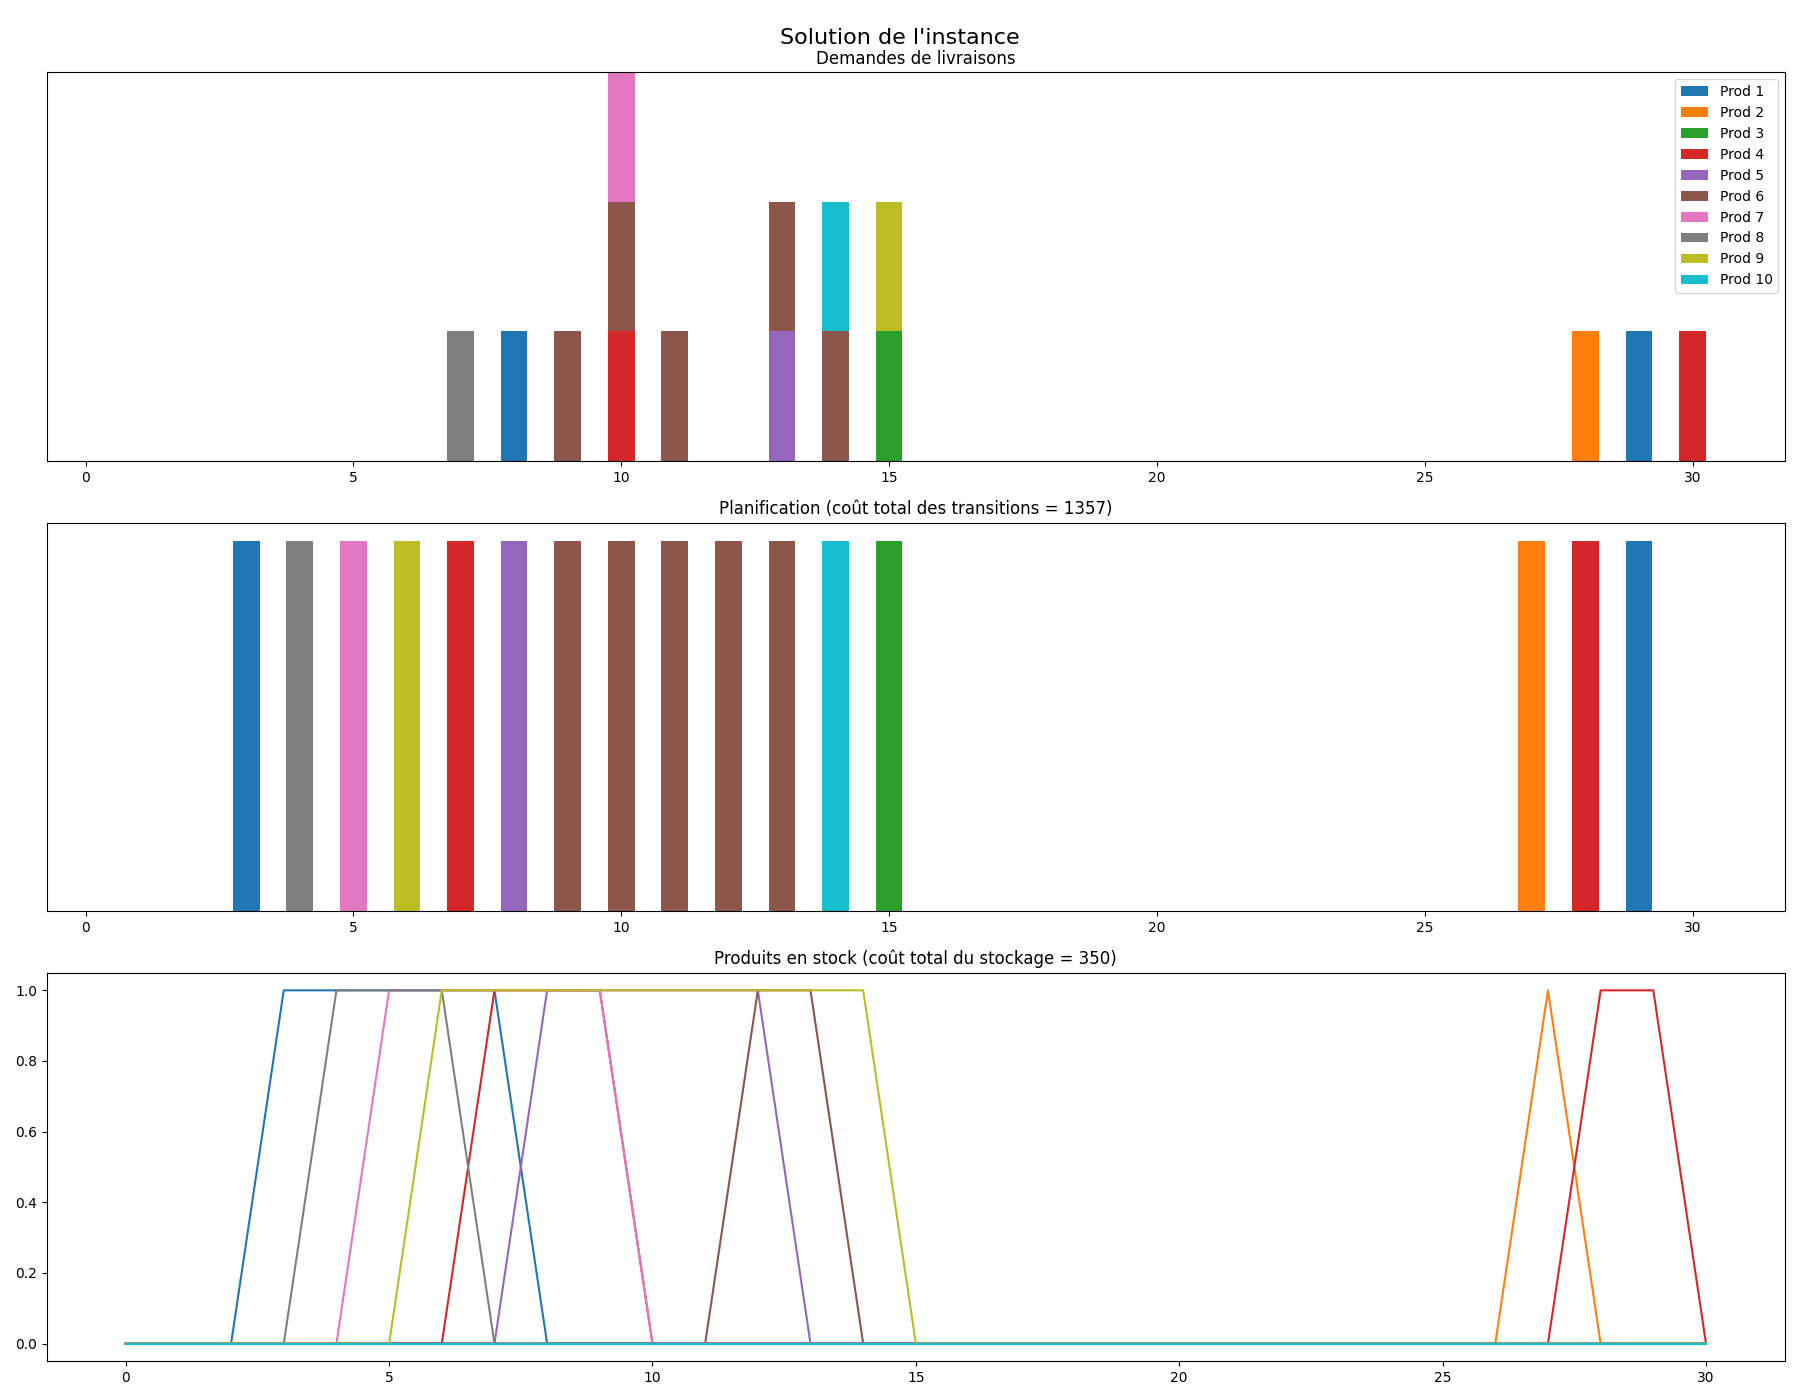 Solution de l'instance
Demandes de livraisons
Prod 1
Prod 2
Prod 3
Prod 4
Prod 5
Prod 6
Prod 7
Prod 8
Prod 9
Prod 10
0 5 10 15 20 25 30
Planification (coût total des transitions = 1357)
0 5 10 15 20 25 30
Produits en stock (coût total du stockage = 350)
1.0
0.8
0.6
0.4
0.2
0.0
0 5 10 15 20 25 30